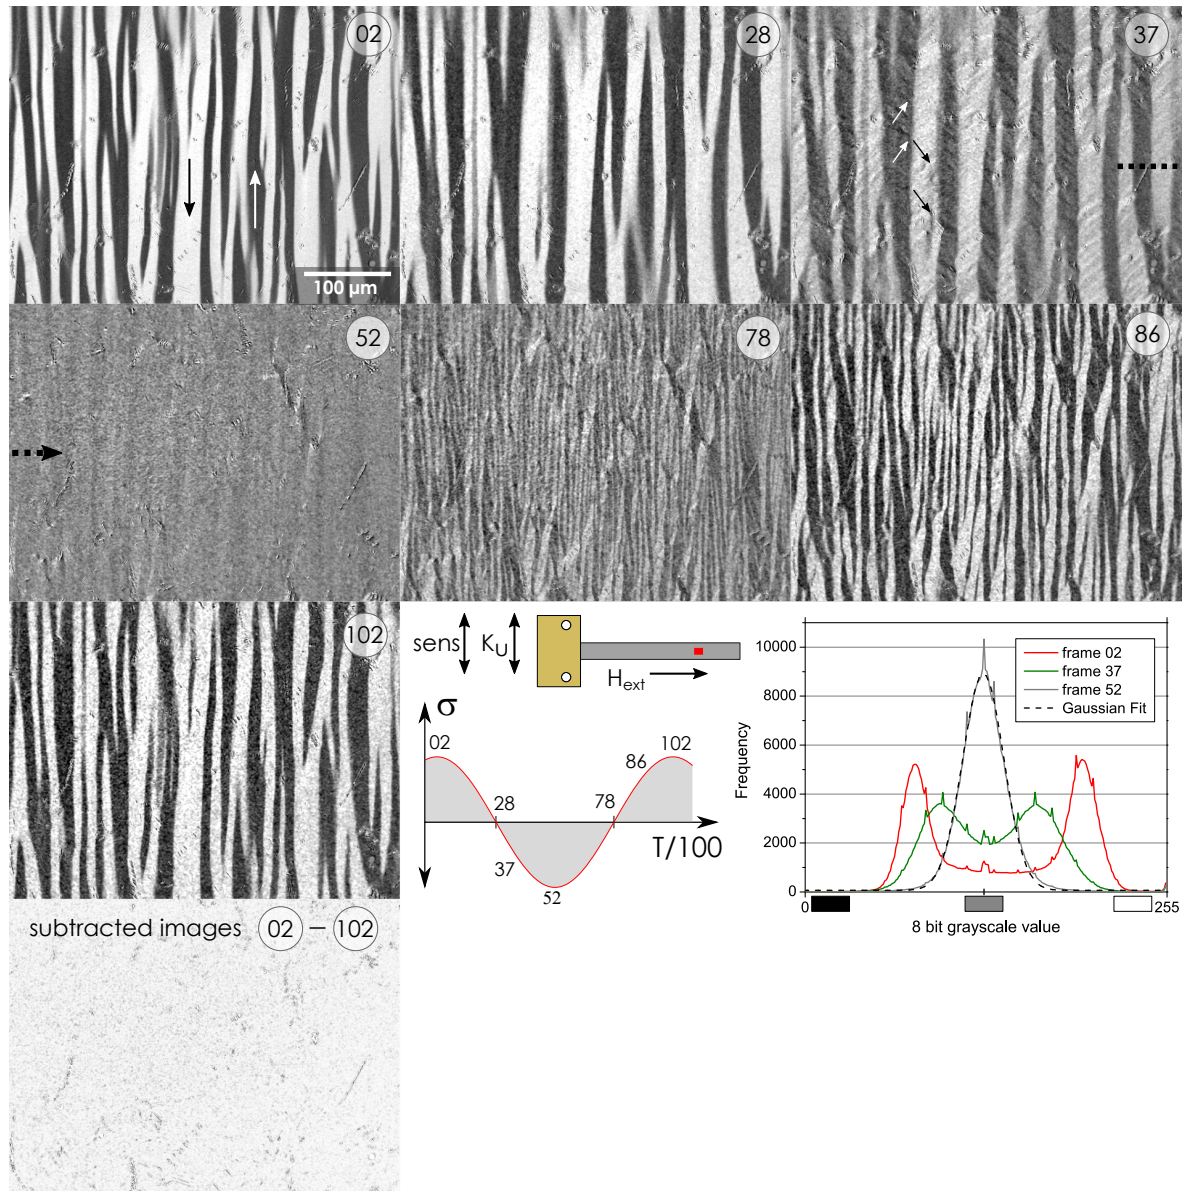 02
28
37
100 µm
52
78
86
102
sens
K_U
H_ext
σ
02
28
37
52
78
86
102
T/100
frame 02
frame 37
frame 52
Gaussian Fit
Frequency
10000
8000
6000
4000
2000
0
0
255
8 bit grayscale value
subtracted images 02 – 102